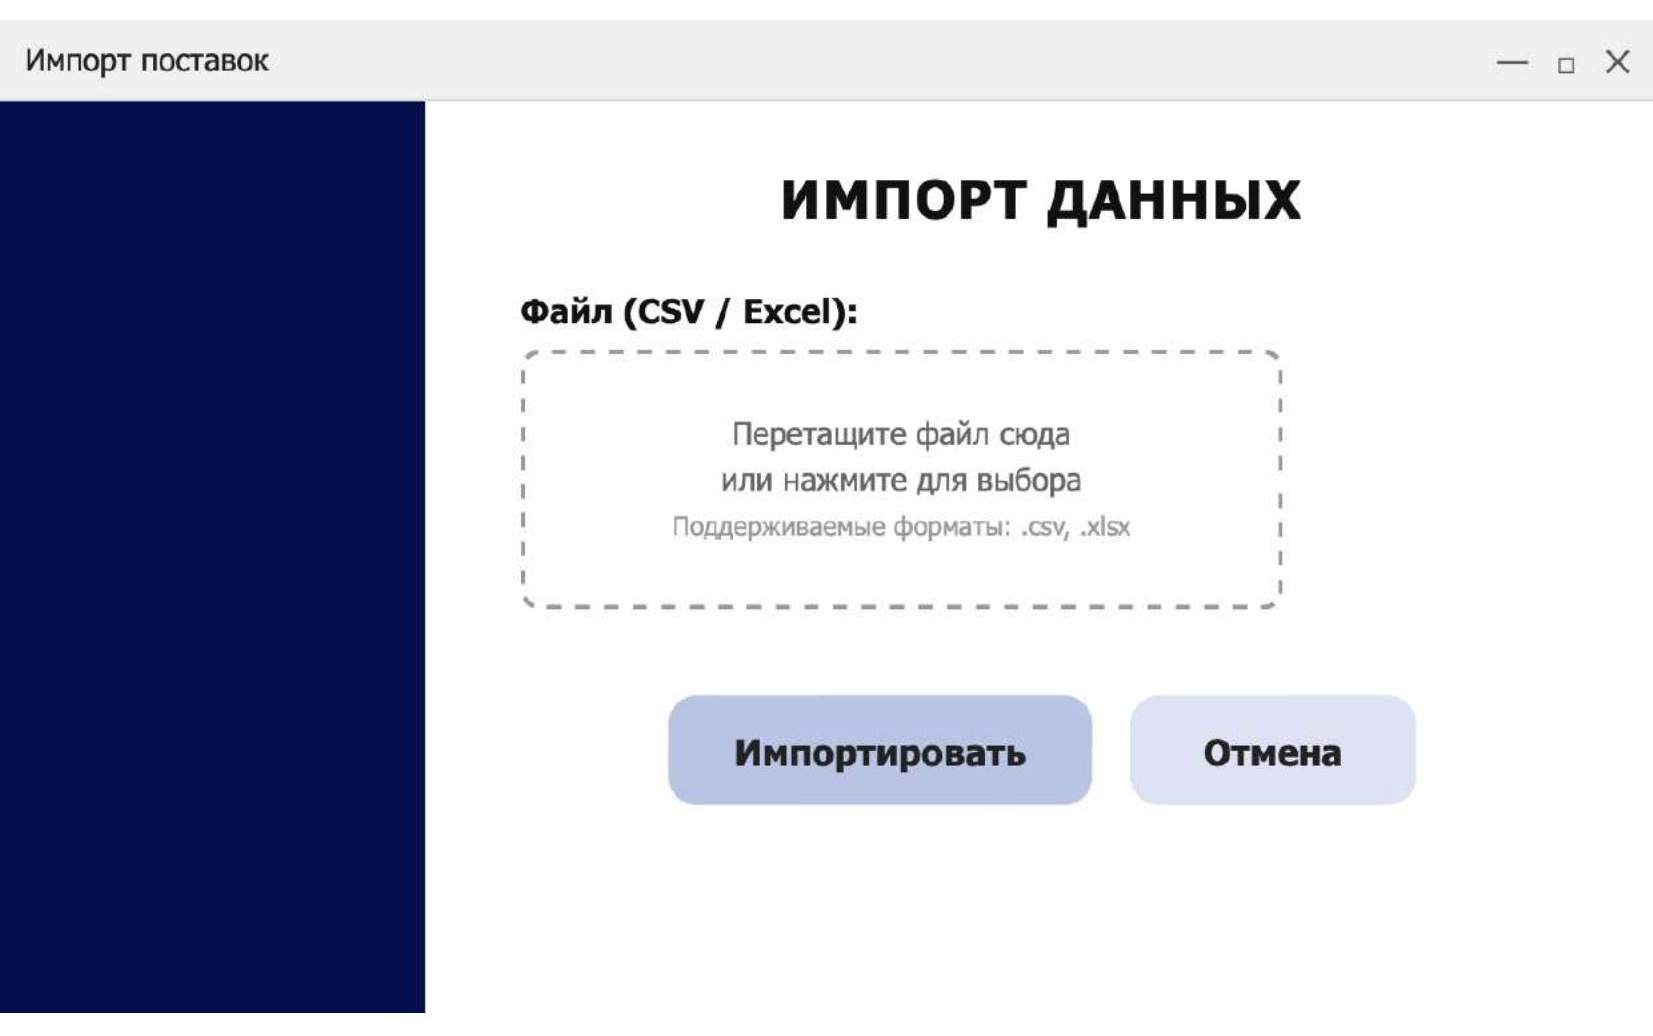 Импорт поставок
ИМПОРТ ДАННЫХ
Файл (CSV / Excel):
Перетащите файл сюда
или нажмите для выбора
Поддерживаемые форматы: .csv, .xlsx
Импортировать
Отмена